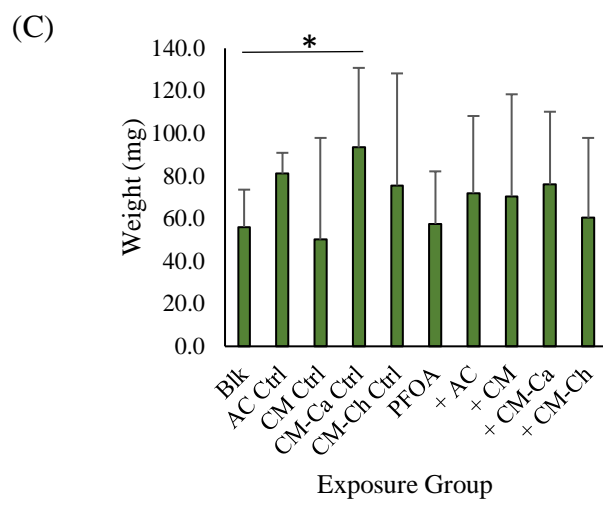 (C)
*
140.0
120.0
100.0
80.0
60.0
40.0
20.0
0.0
Weight (mg)
Blk
AC Ctrl
CM Ctrl
CM-Ca Ctrl
CM-Ch Ctrl
PFOA
+ AC
+ CM
+ CM-Ca
+ CM-Ch
Exposure Group